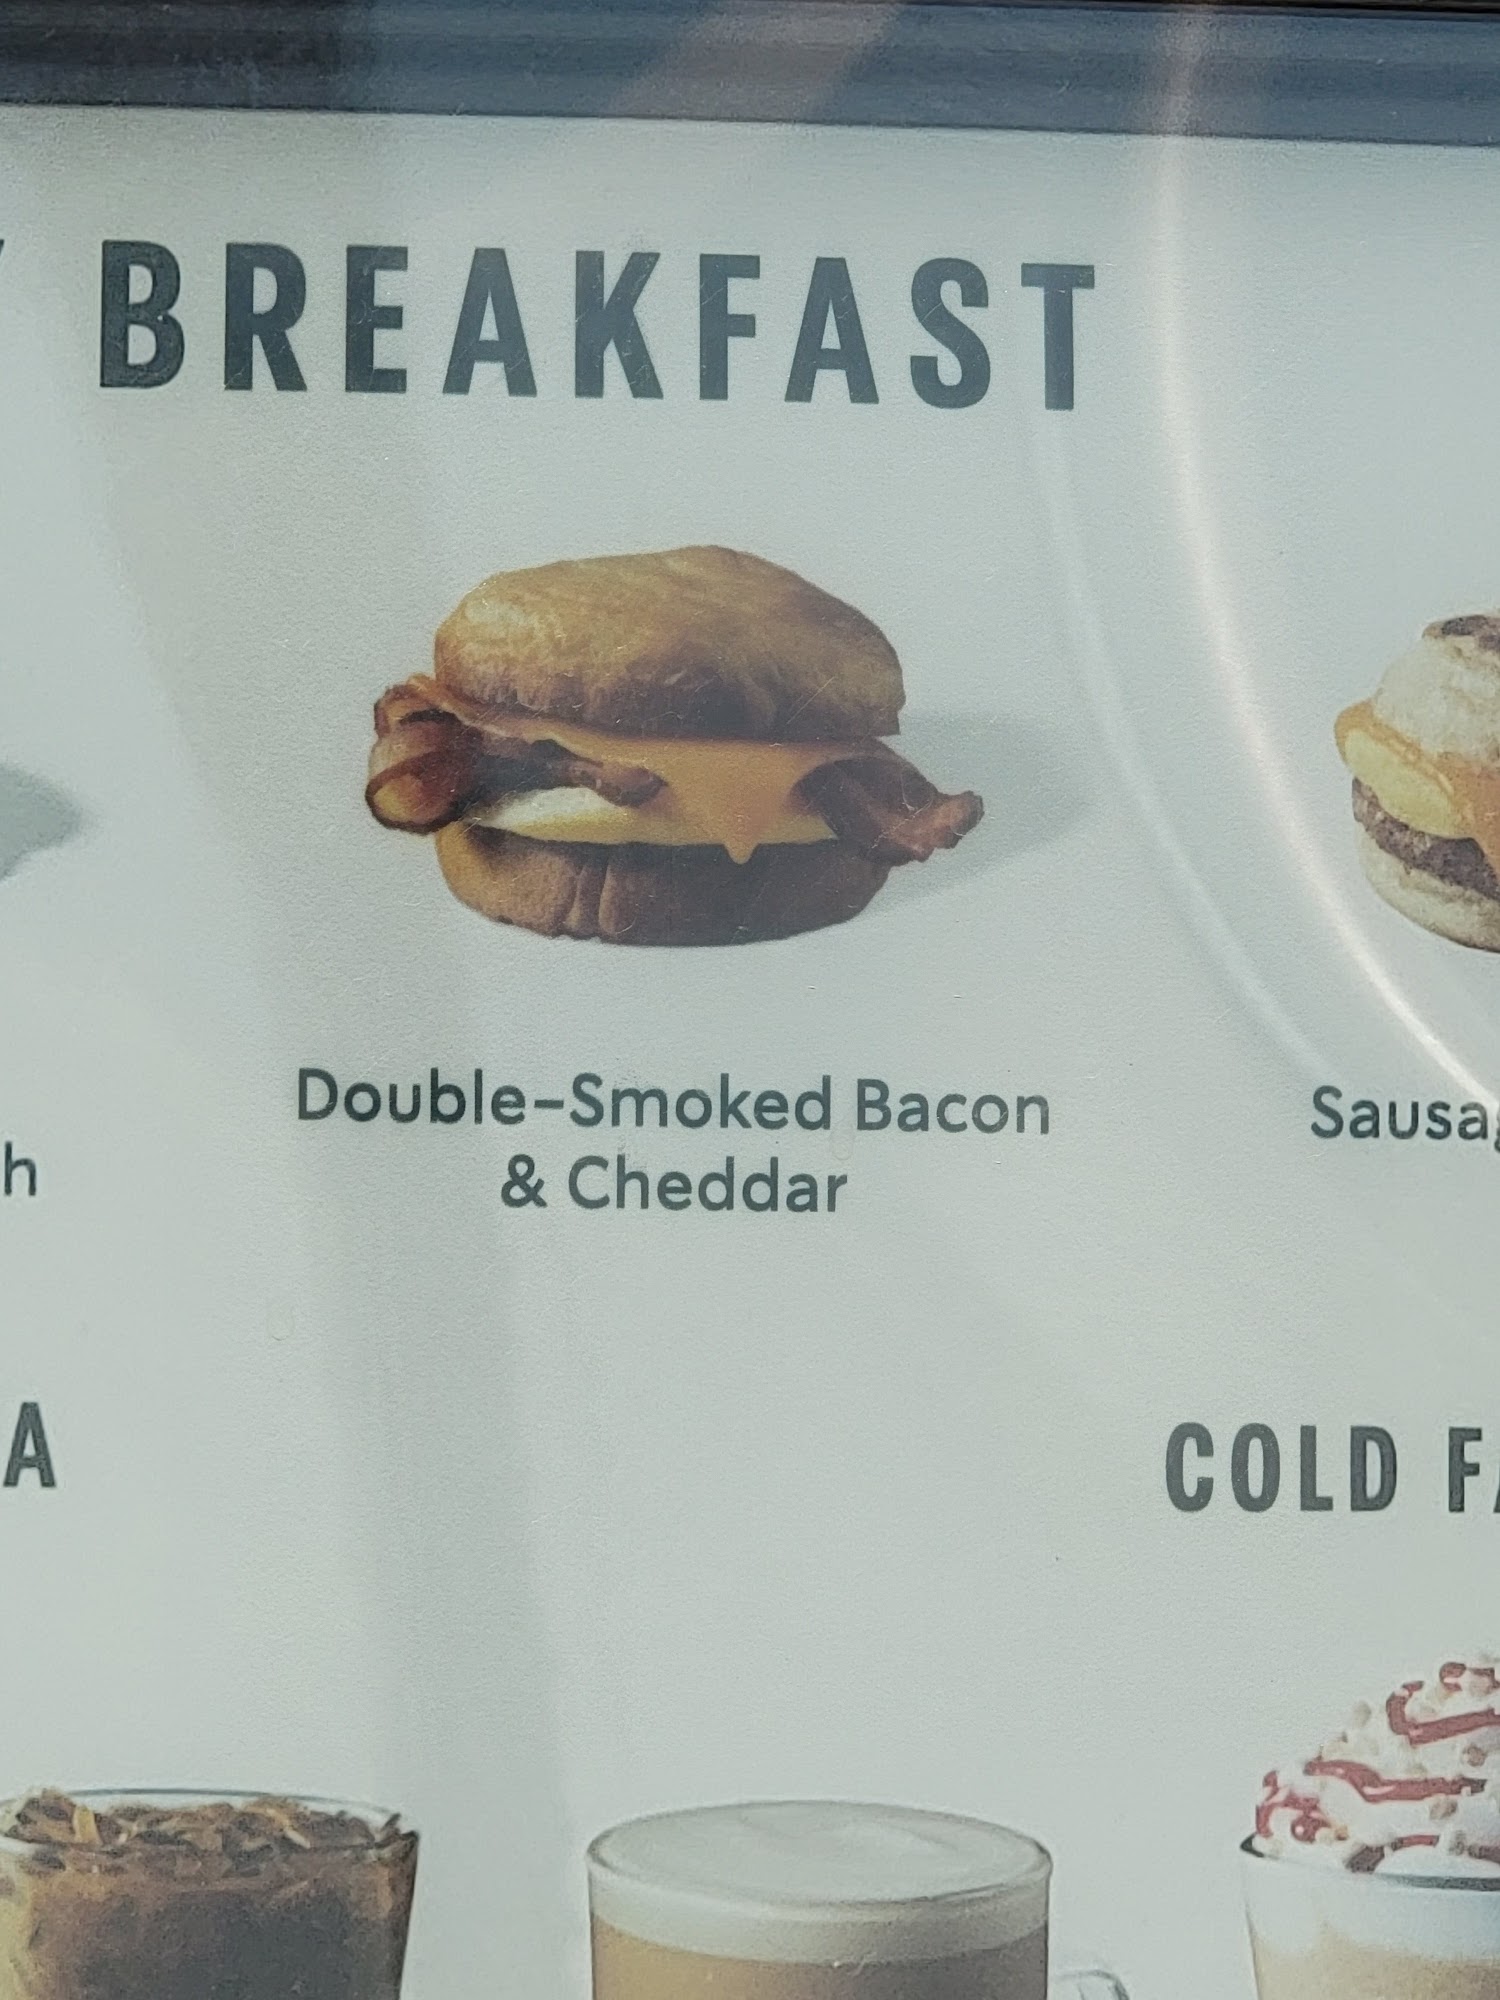 BREAKFAST
Double-Smoked Bacon
& Cheddar
COLD